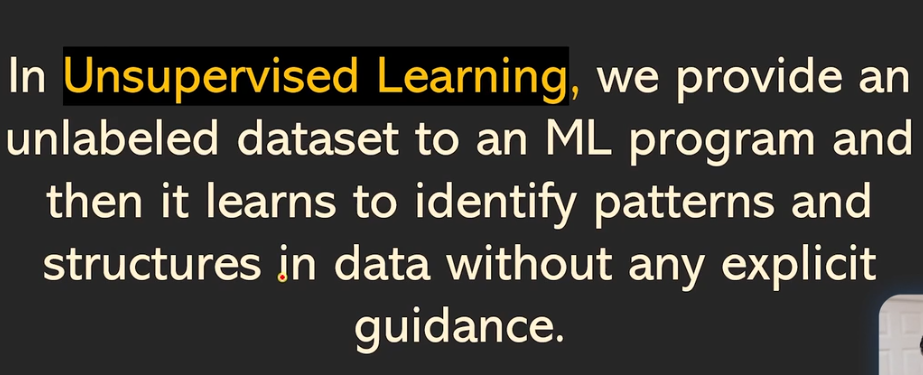 In Unsupervised Learning, we provide an
unlabeled dataset to an ML program and
then it learns to identify patterns and
structures in data without any explicit
guidance.